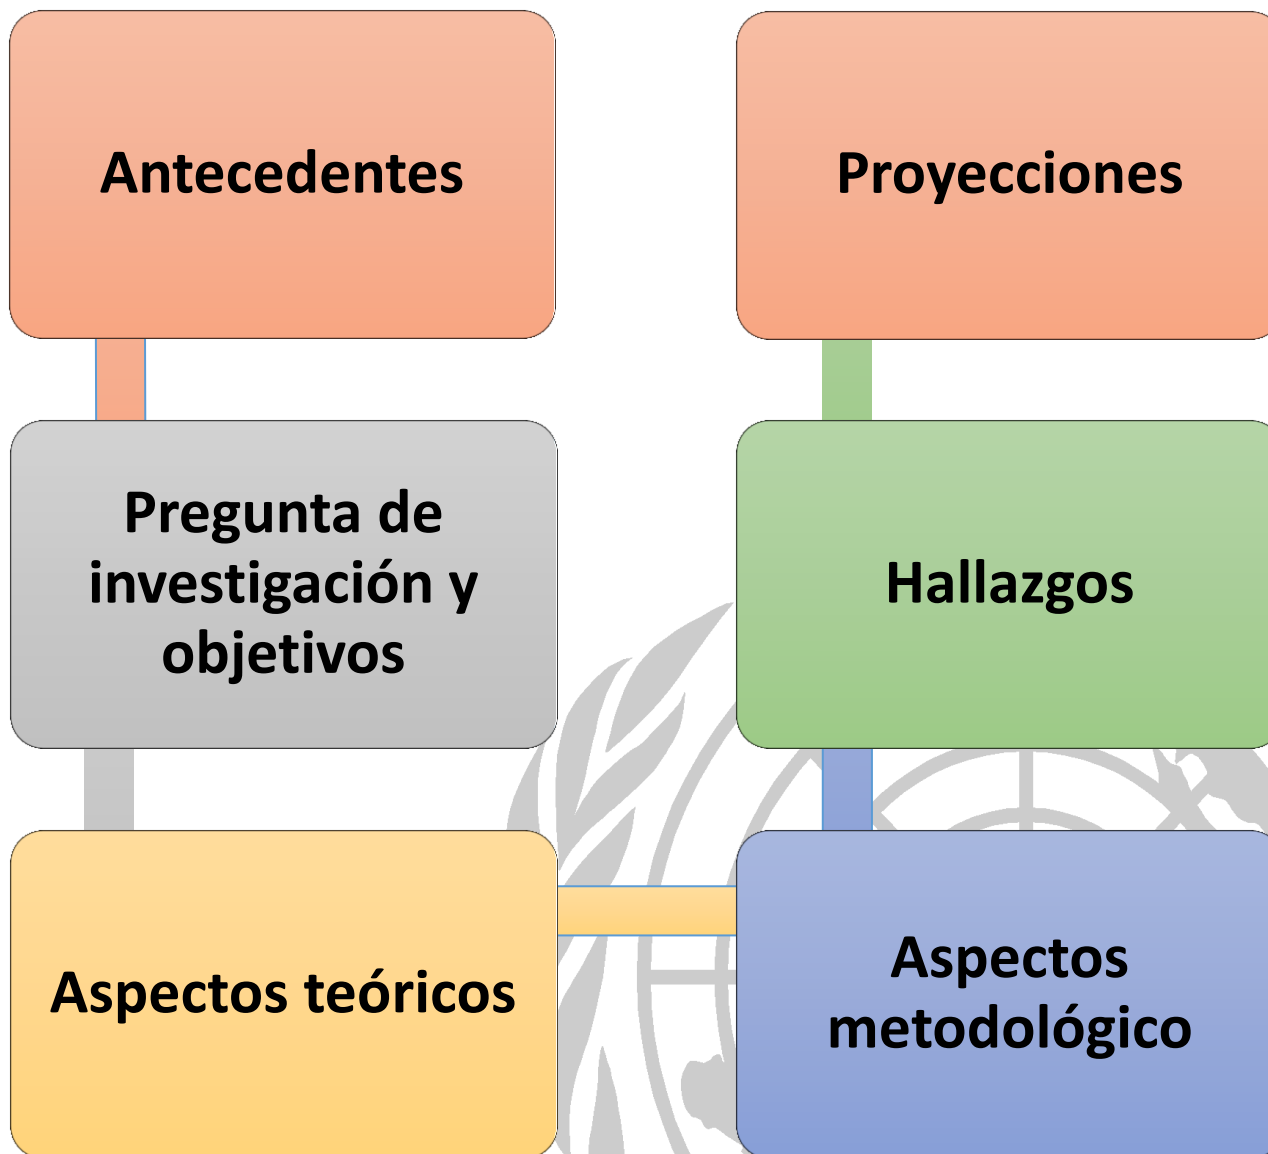 Antecedentes
Pregunta de
investigación y
objetivos
Aspectos teóricos
Aspectos
metodológico
Hallazgos
Proyecciones